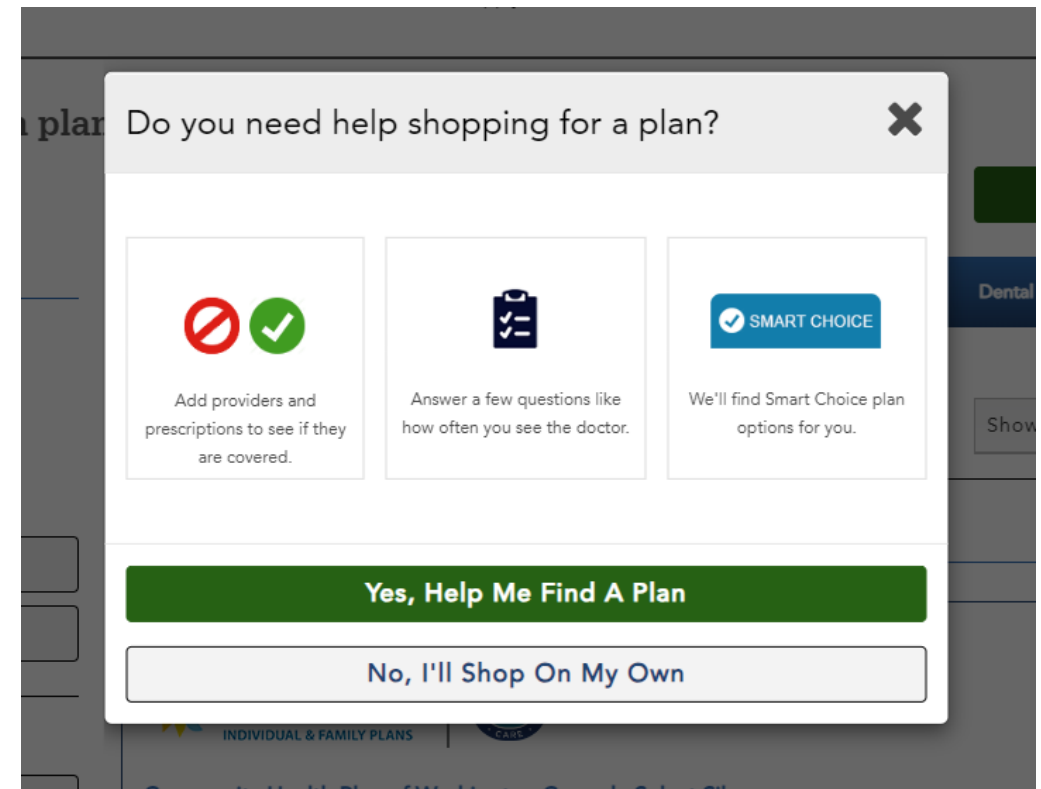 plan
Do you need help shopping for a plan?
Add providers and
prescriptions to see if they
are covered.
Answer a few questions like
how often you see the doctor.
SMART CHOICE
We'll find Smart Choice plan
options for you.
Dental
Show
Yes, Help Me Find A Plan
No, I'll Shop On My Own
INDIVIDUAL & FAMILY PLANS
CARE